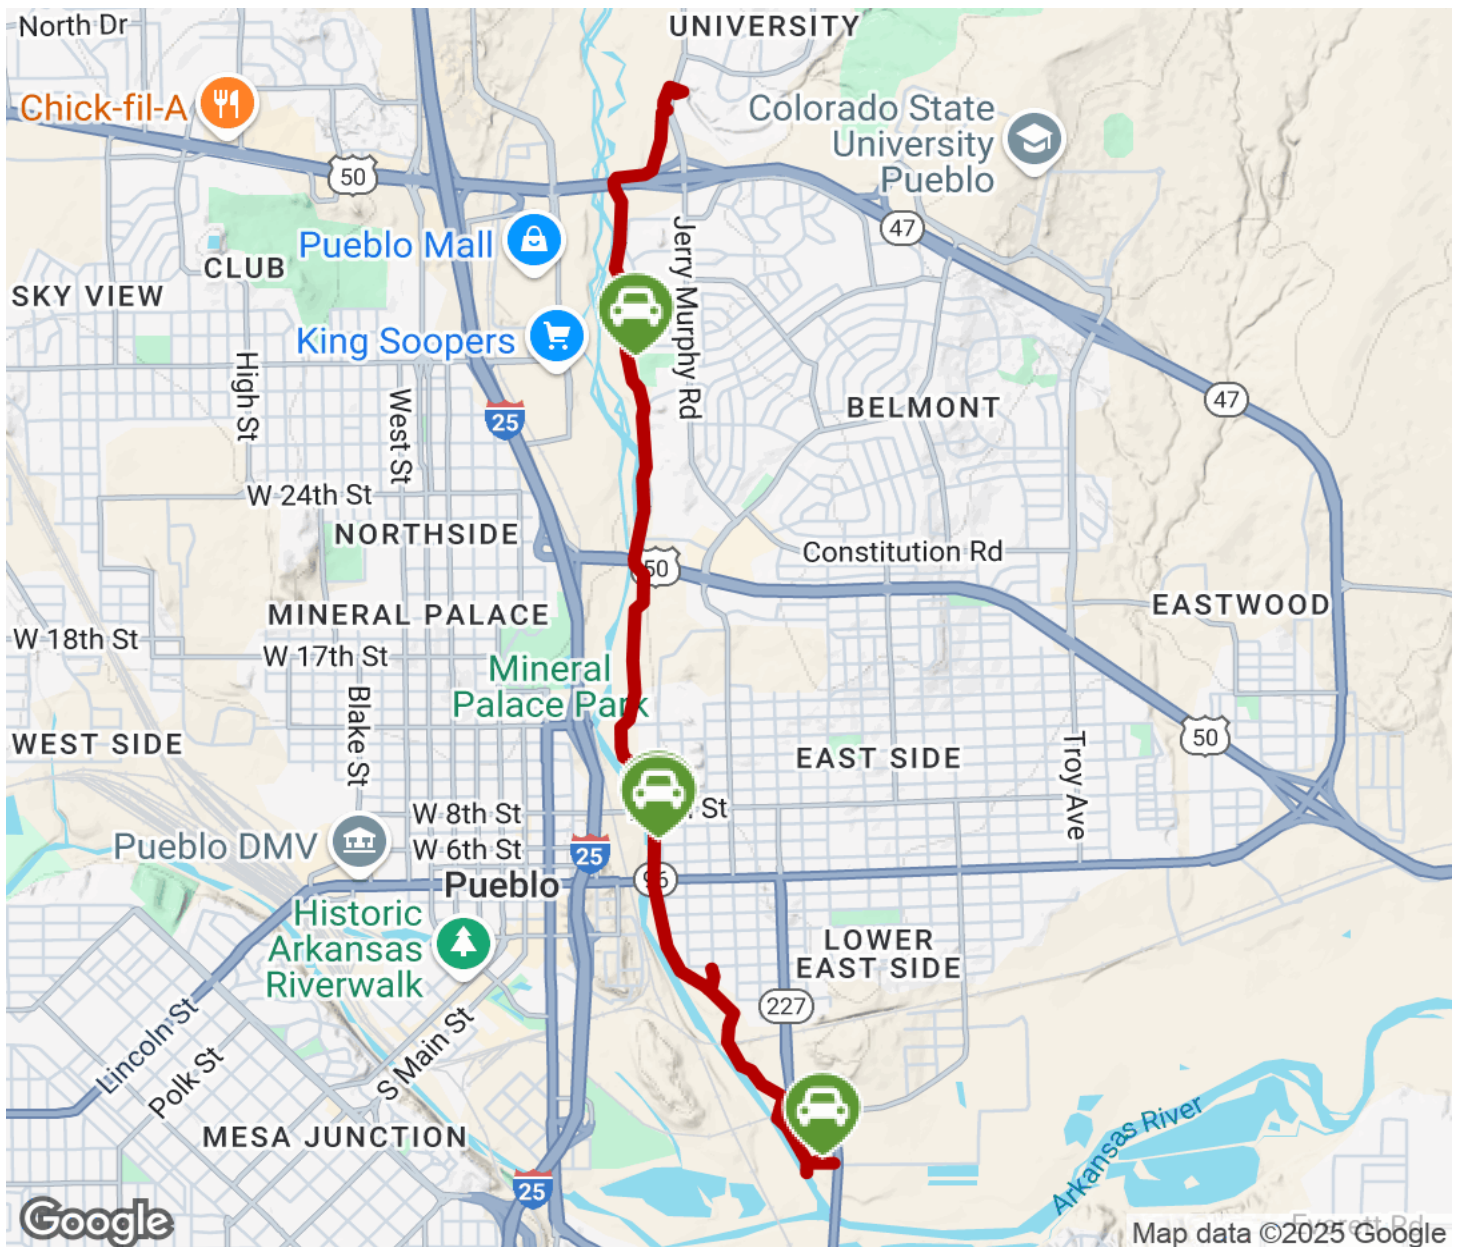 North Dr
UNIVERSITY
Chick-fil-A
Colorado State
University
Pueblo
50
47
Pueblo Mall
CLUB
SKY VIEW
Jerry Murphy Rd
King Soopers
High St
West St
25
BELMONT
47
W 24th St
NORTHSIDE
Constitution Rd
50
MINERAL PALACE
EASTWOOD
W 18th St
W 17th St
Mineral
Palace Park
Blake St
WEST SIDE
EAST SIDE
Troy Ave
50
W 8th St
St
Pueblo DMV
W 6th St
25
Pueblo
96
Historic
Arkansas
Riverwalk
LOWER
EAST SIDE
227
Lincoln St
Polk St
S Main St
MESA JUNCTION
Arkansas River
25
Google
Everett Rd
Map data ©2025 Google